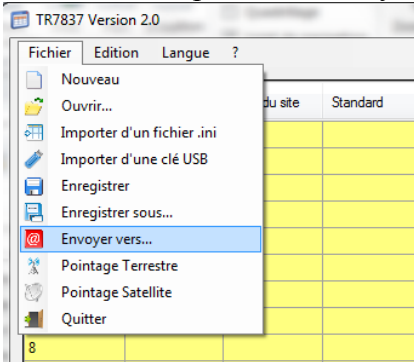 TR7837 Version 2.0
Fichier Edition Langue ?
du site Standard
Nouveau
Ouvrir...
Importer d'un fichier .ini
Importer d'une clé USB
Enregistrer
Enregistrer sous...
@ Envoyer vers...
Pointage Terrestre
Pointage Satellite
Quitter
8